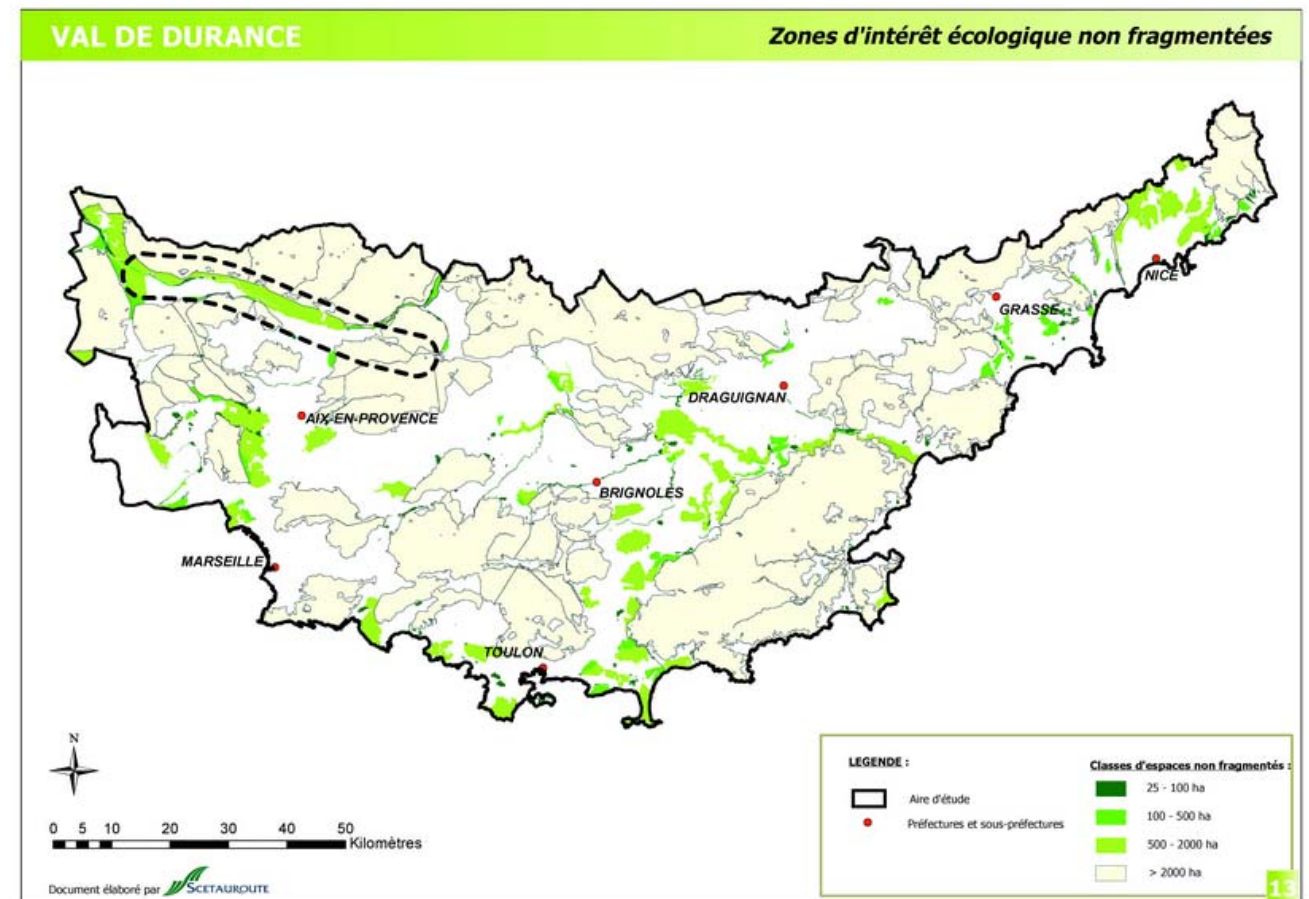 VAL DE DURANCE
Zones d'intérêt écologique non fragmentées
NICE
GRASSE
DRAGUIGNAN
AIX-EN-PROVENCE
BRIGNOLES
MARSEILLE
TOULON
N
0 5 10 20 30 40 50
Kilomètres
Document élaboré par SCETAUROUTE
LEGENDE :
Aire d'étude
Préfectures et sous-préfectures
Classes d'espaces non fragmentés :
25 - 100 ha
100 - 500 ha
500 - 2000 ha
> 2000 ha
13